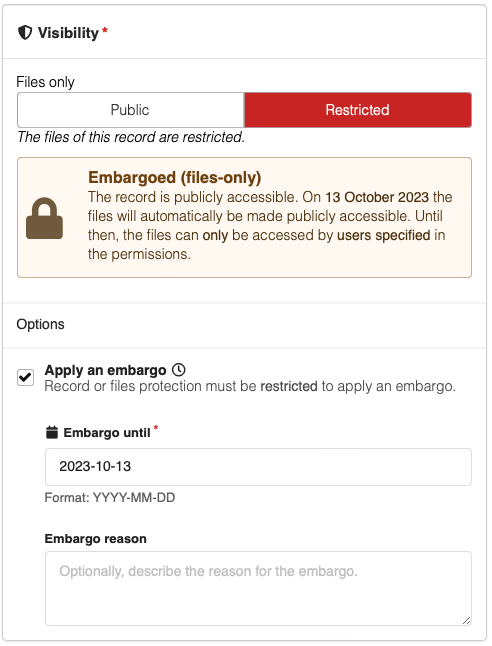 Visibility *
Files only
Public
Restricted
The files of this record are restricted.
Embargoed (files-only)
The record is publicly accessible. On 13 October 2023 the
files will automatically be made publicly accessible. Until
then, the files can only be accessed by users specified in
the permissions.
Options
Apply an embargo
Record or files protection must be restricted to apply an embargo.
Embargo until *
2023-10-13
Format: YYYY-MM-DD
Embargo reason
Optionally, describe the reason for the embargo.